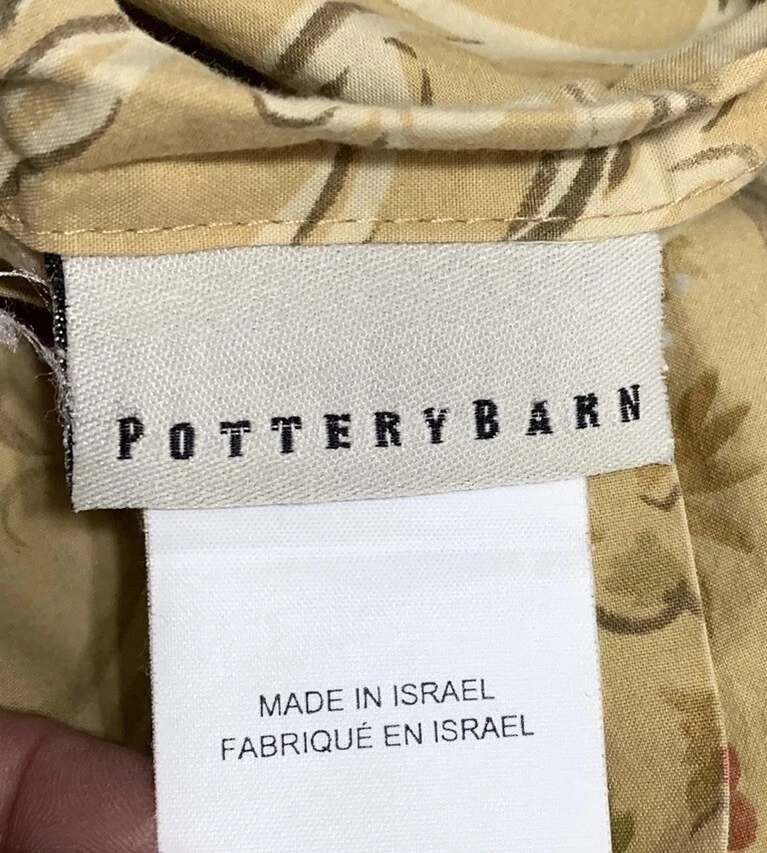 POTTERYBARN
MADE IN ISRAEL
FABRIQUÉ EN ISRAEL